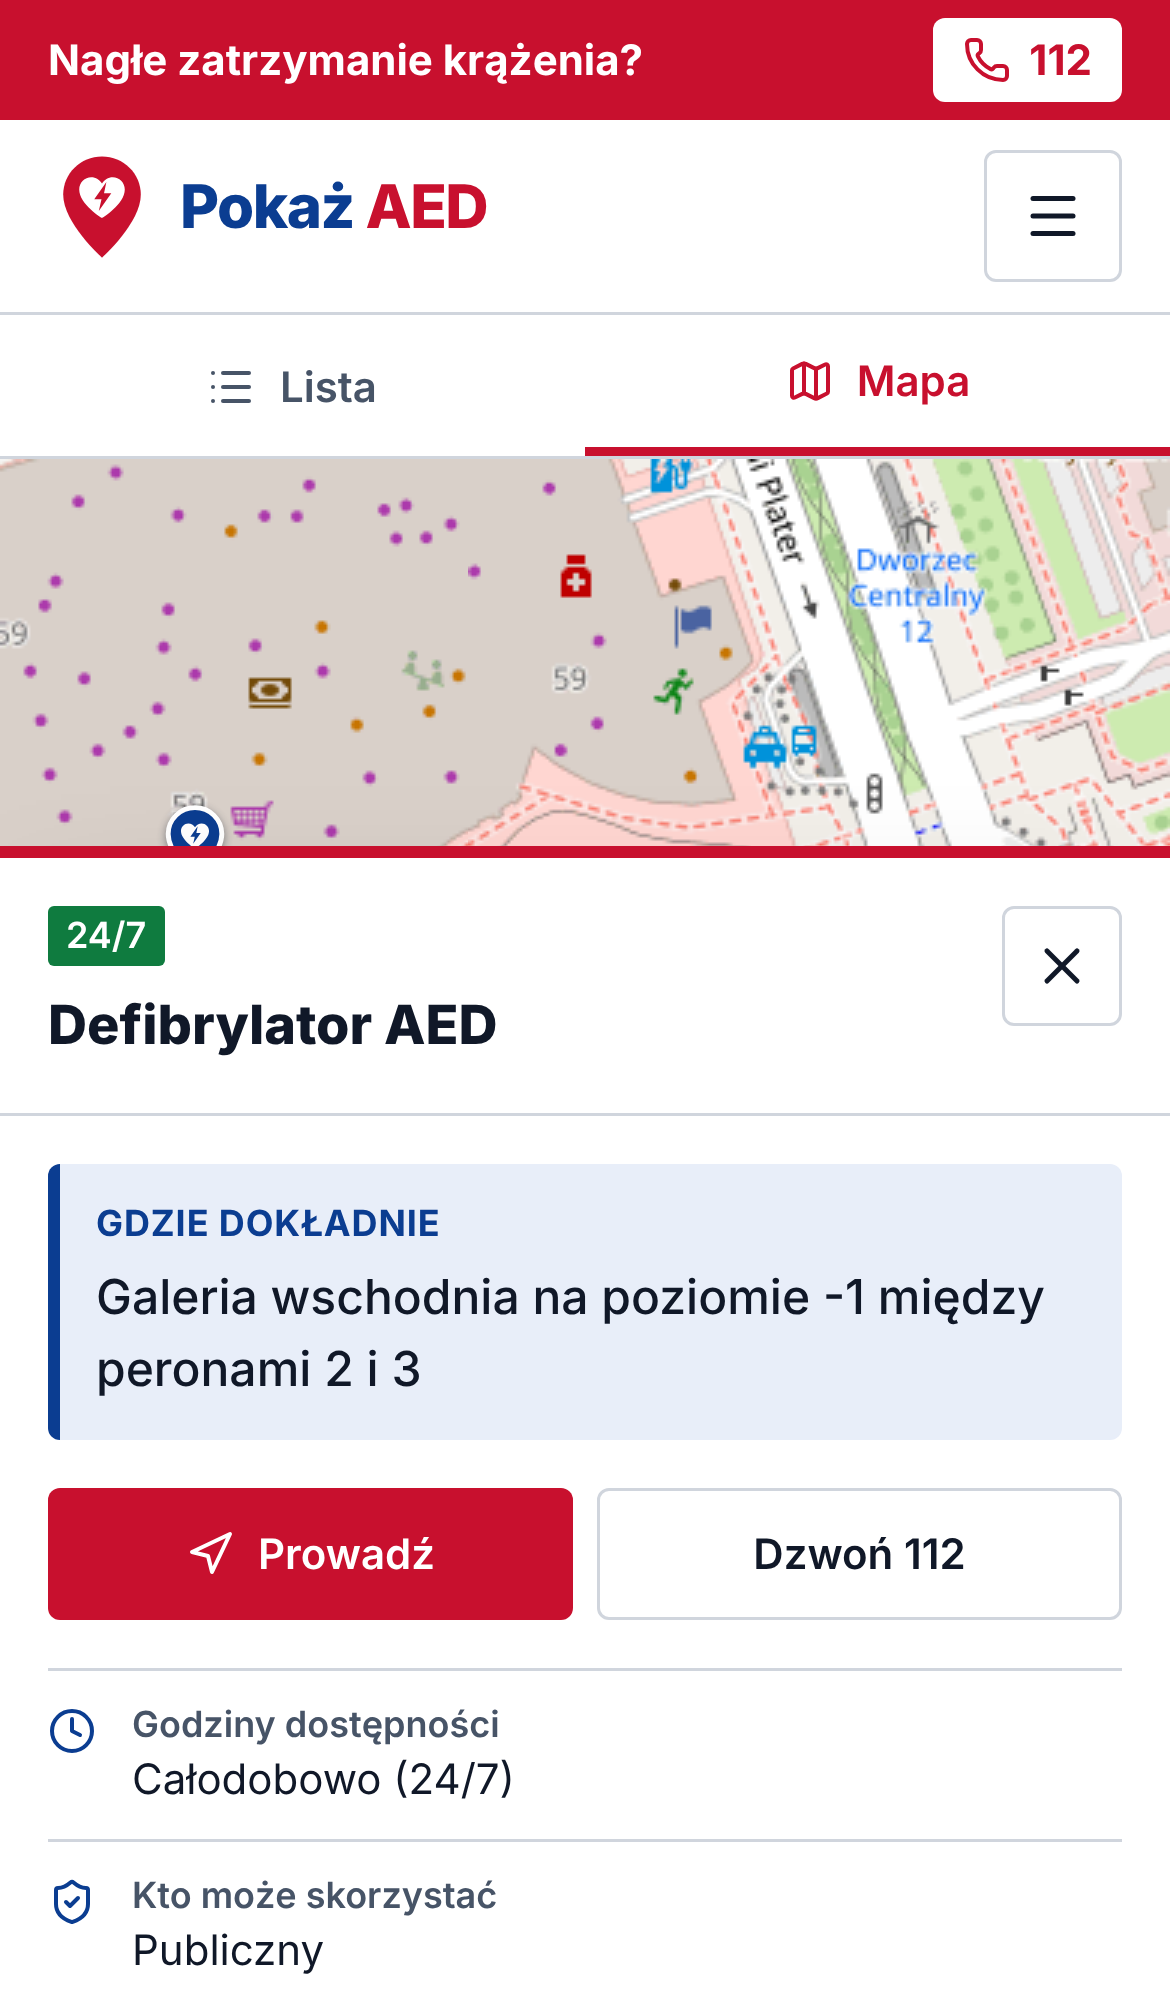 Nagłe zatrzymanie krążenia?
112
Pokaż AED
Lista
Mapa
Plater
Dworzec
Centralny
12
59
59
59
24/7
Defibrylator AED
GDZIE DOKŁADNIE
Galeria wschodnia na poziomie -1 między
peronami 2 i 3
Prowadź
Dzwoń 112
Godziny dostępności
Całodobowo (24/7)
Kto może skorzystać
Publiczny